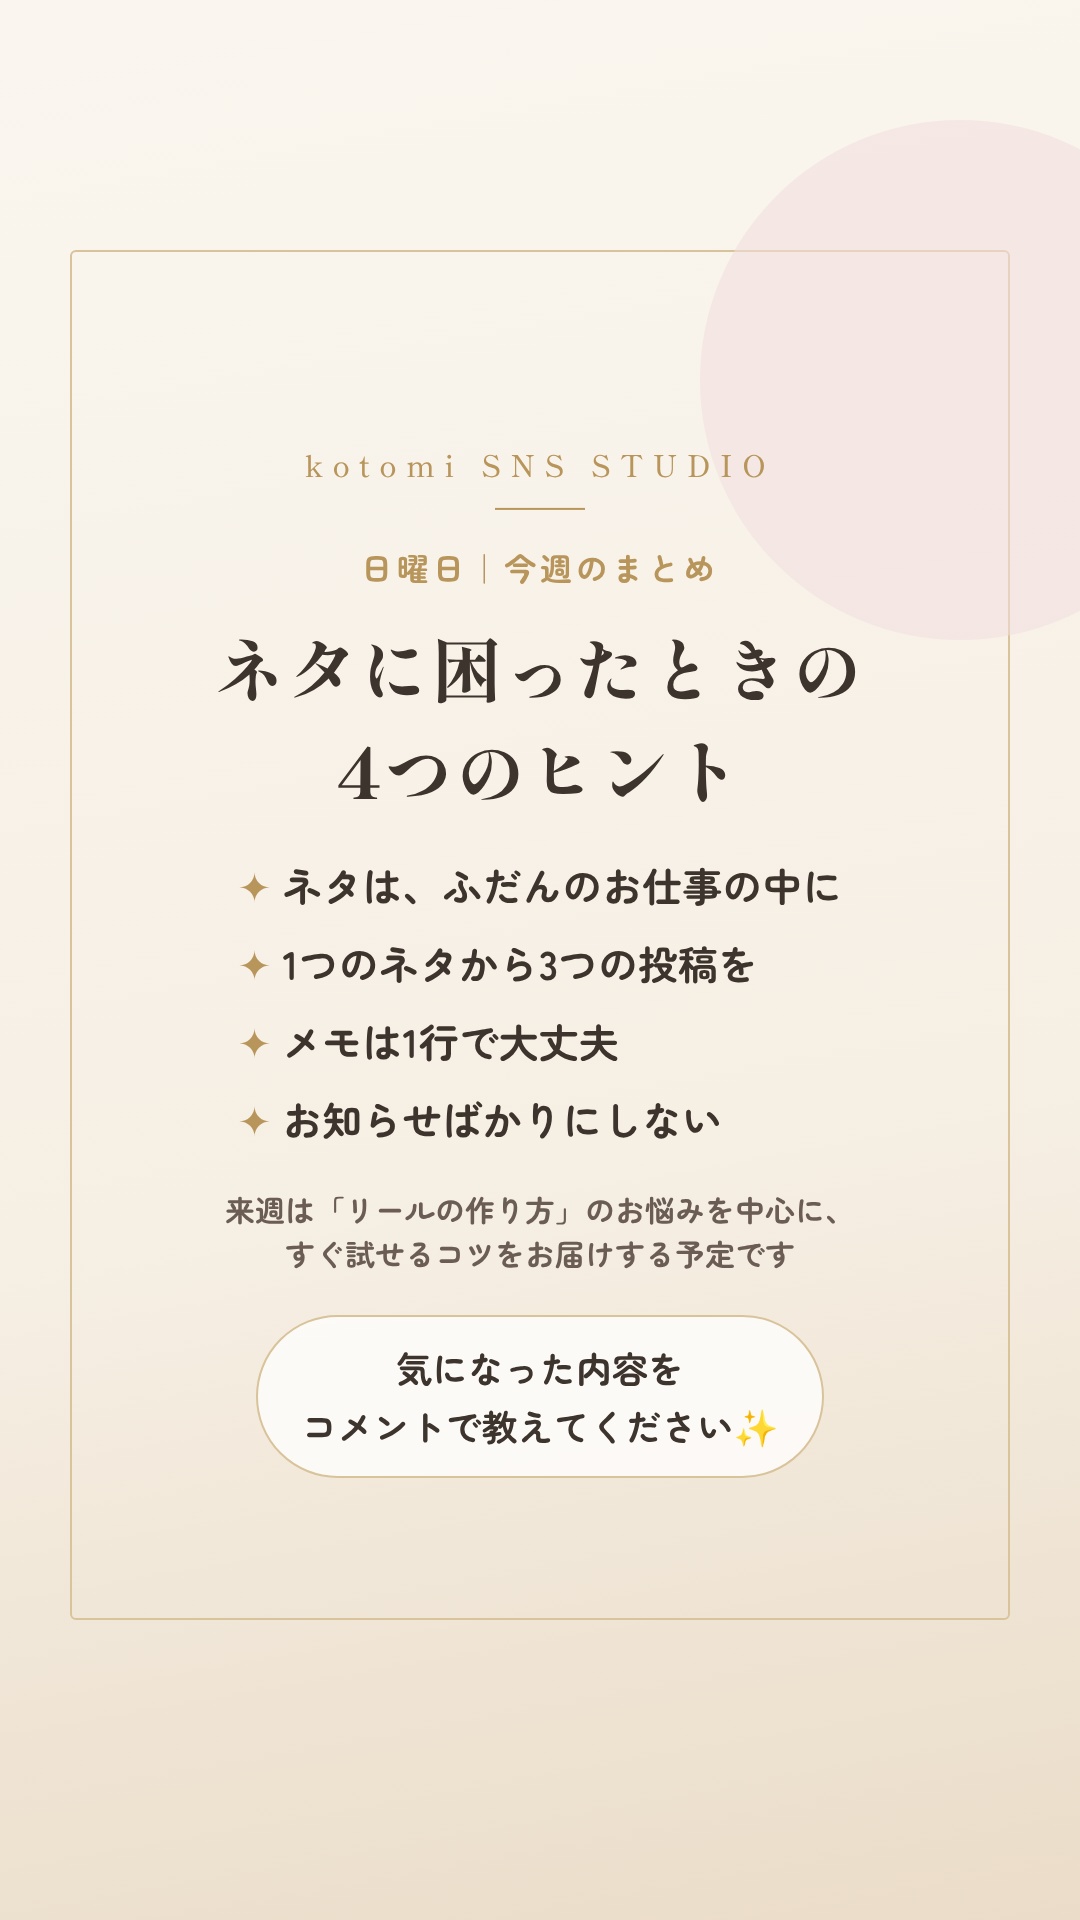 kotomi SNS STUDIO
日曜日｜今週のまとめ
ネタに困ったときの
4つのヒント
✦ ネタは、ふだんのお仕事の中に
✦ 1つのネタから3つの投稿を
✦ メモは1行で大丈夫
✦ お知らせばかりにしない
来週は「リールの作り方」のお悩みを中心に、
すぐ試せるコツをお届けする予定です
気になった内容を
コメントで教えてください✨